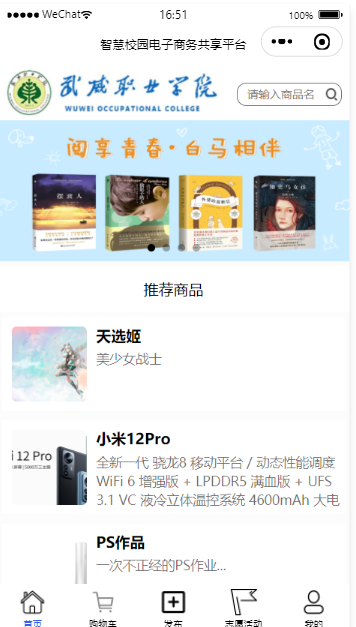 WeChat
16:51
100%
智慧校园电子商务共享平台
武威职业学院
WUWEI OCCUPATIONAL COLLEGE
请输入商品名
阅享青春·白马相伴
推荐商品
天选姬
美少女战士
小米12Pro
全新一代 骁龙8 移动平台 / 动态性能调度
WiFi 6 增强版 + LPDDR5 满血版 + UFS
3.1 VC 液冷立体温控系统 4600mAh 大电
i 12 Pro
PS作品
一次不正经的PS作业...
首页
购物车
发布
志愿活动
我的